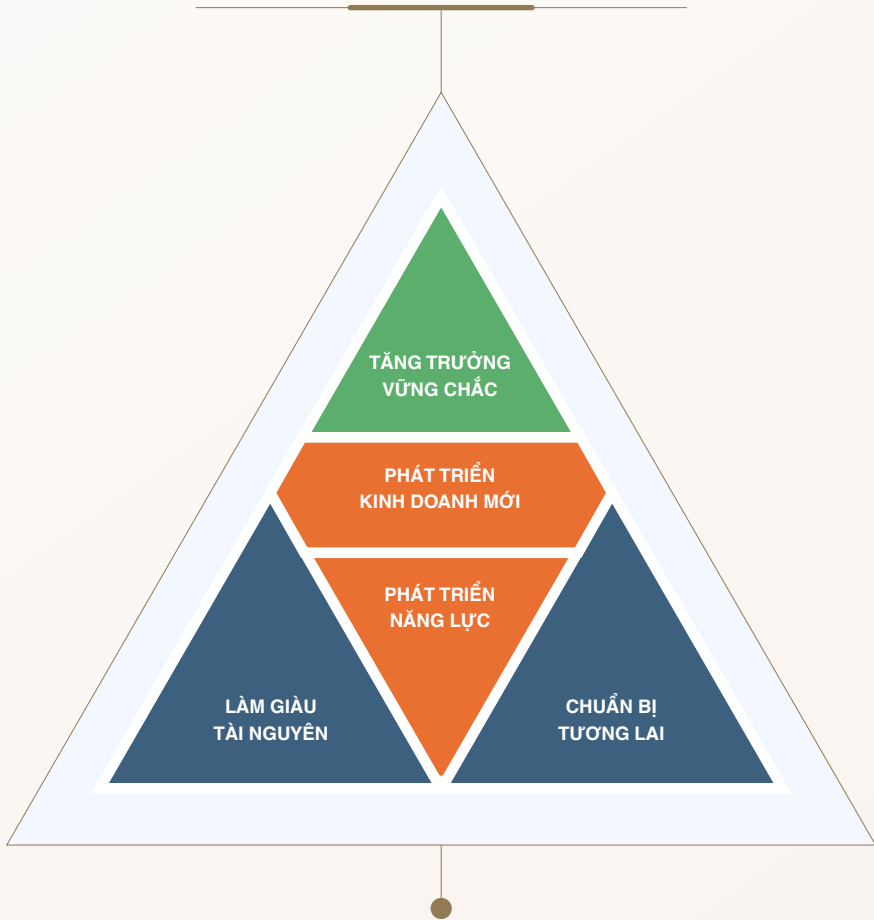 TĂNG TRƯỞNG
VỮNG CHẮC
PHÁT TRIỂN
KINH DOANH MỚI
PHÁT TRIỂN
NĂNG LỰC
LÀM GIÀU
TÀI NGUYÊN
CHUẨN BỊ
TƯƠNG LAI